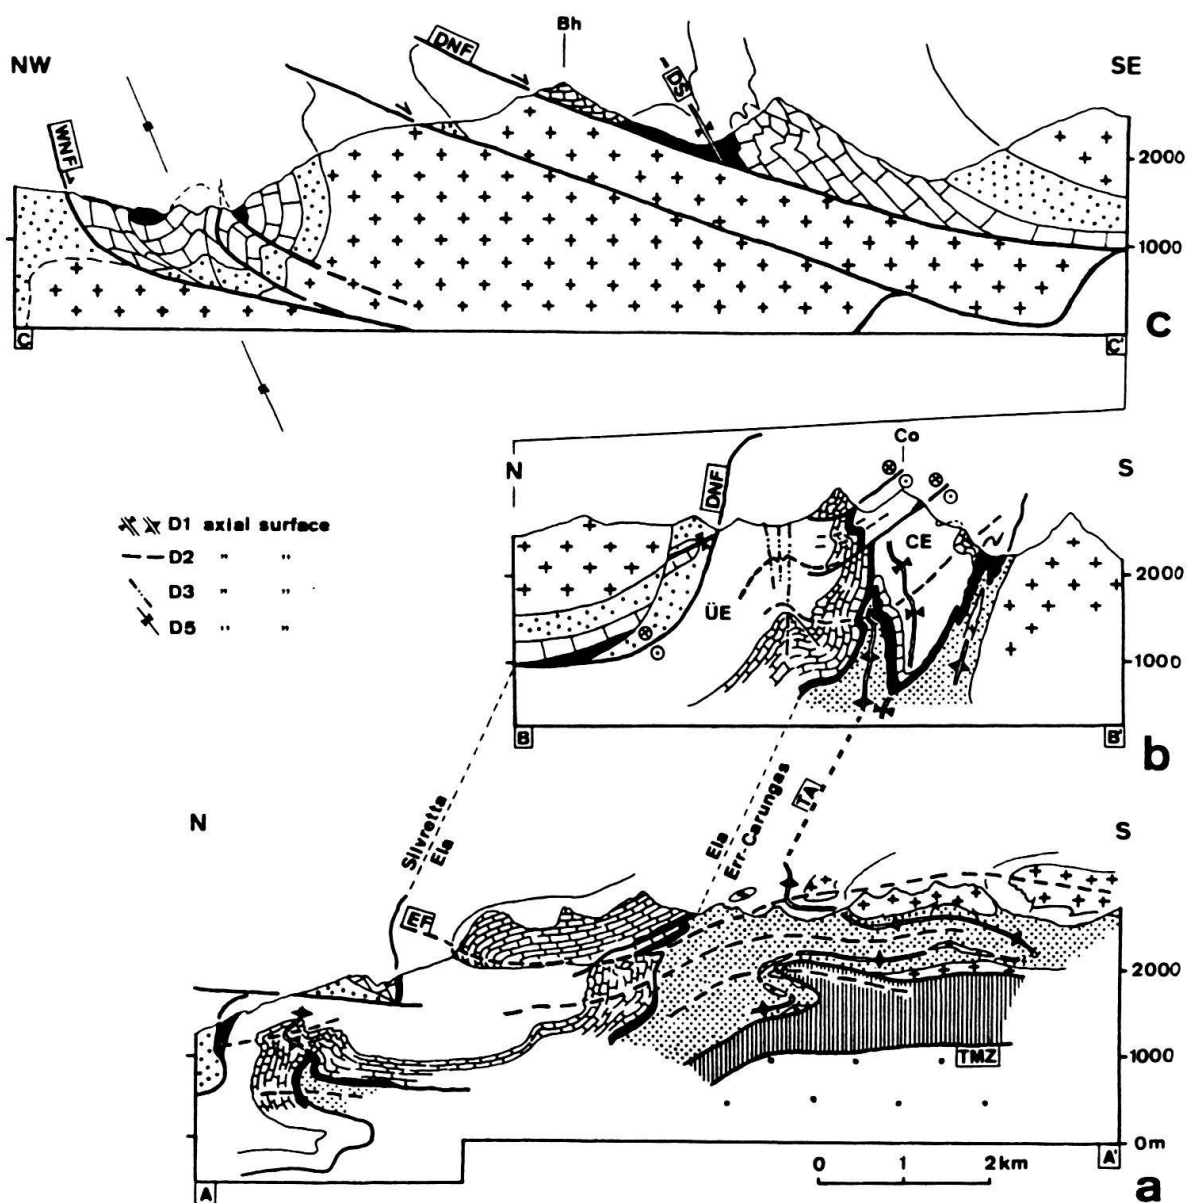 Bh
DNF
NW
SE
D5
WNF
2000
1000
C
C
C'
Co
N
S
DNF
CE
ÜE
2000
1000
B
B'
b
D1 axial surface
D2 " "
D3 " "
D5 " "
Silvretta
Ela
Ela
Err-Carungas
TA
N
S
EF
2000
1000
TMZ
0m
A
A'
0 1 2km
a